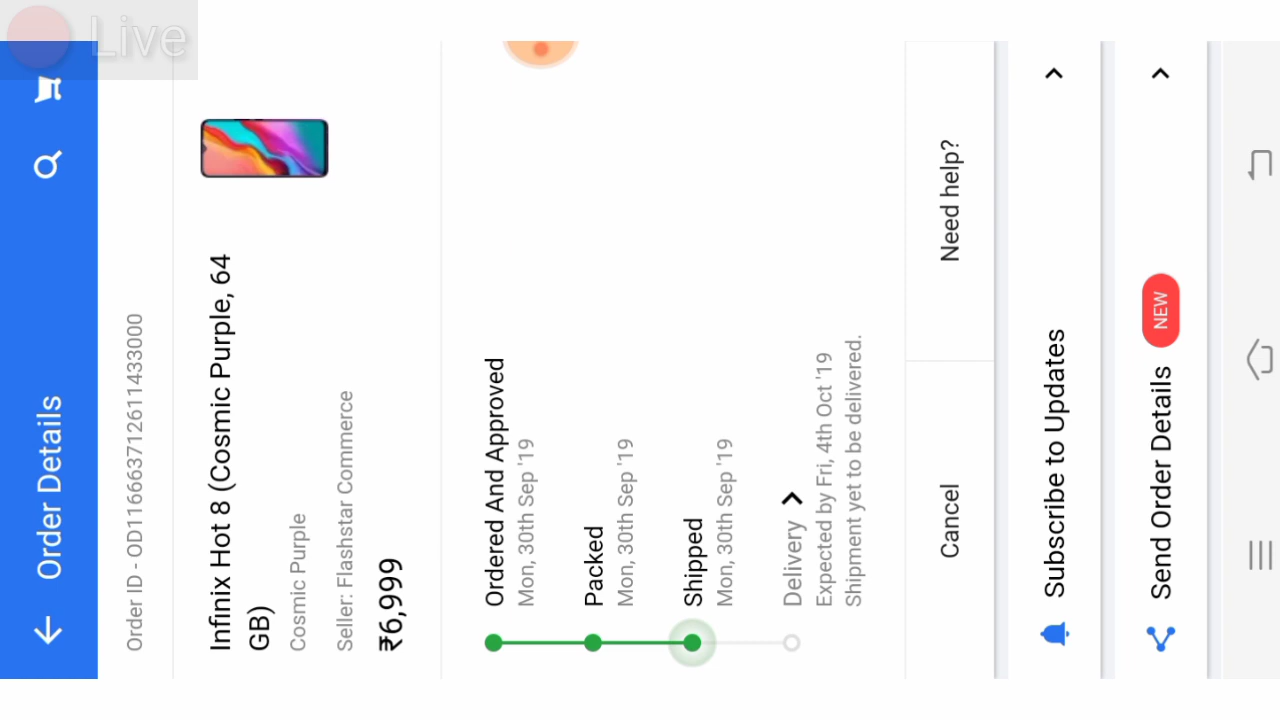 Live
Order Details
Order ID - OD116663712611433000
Infinix Hot 8 (Cosmic Purple, 64
GB)
Cosmic Purple
Seller: Flashstar Commerce
₹6,999
Ordered And Approved
Mon, 30th Sep '19
Packed
Mon, 30th Sep '19
Shipped
Mon, 30th Sep '19
Delivery
Expected by Fri, 4th Oct '19
Shipment yet to be delivered.
Cancel
Need help?
Subscribe to Updates
Send Order Details NEW